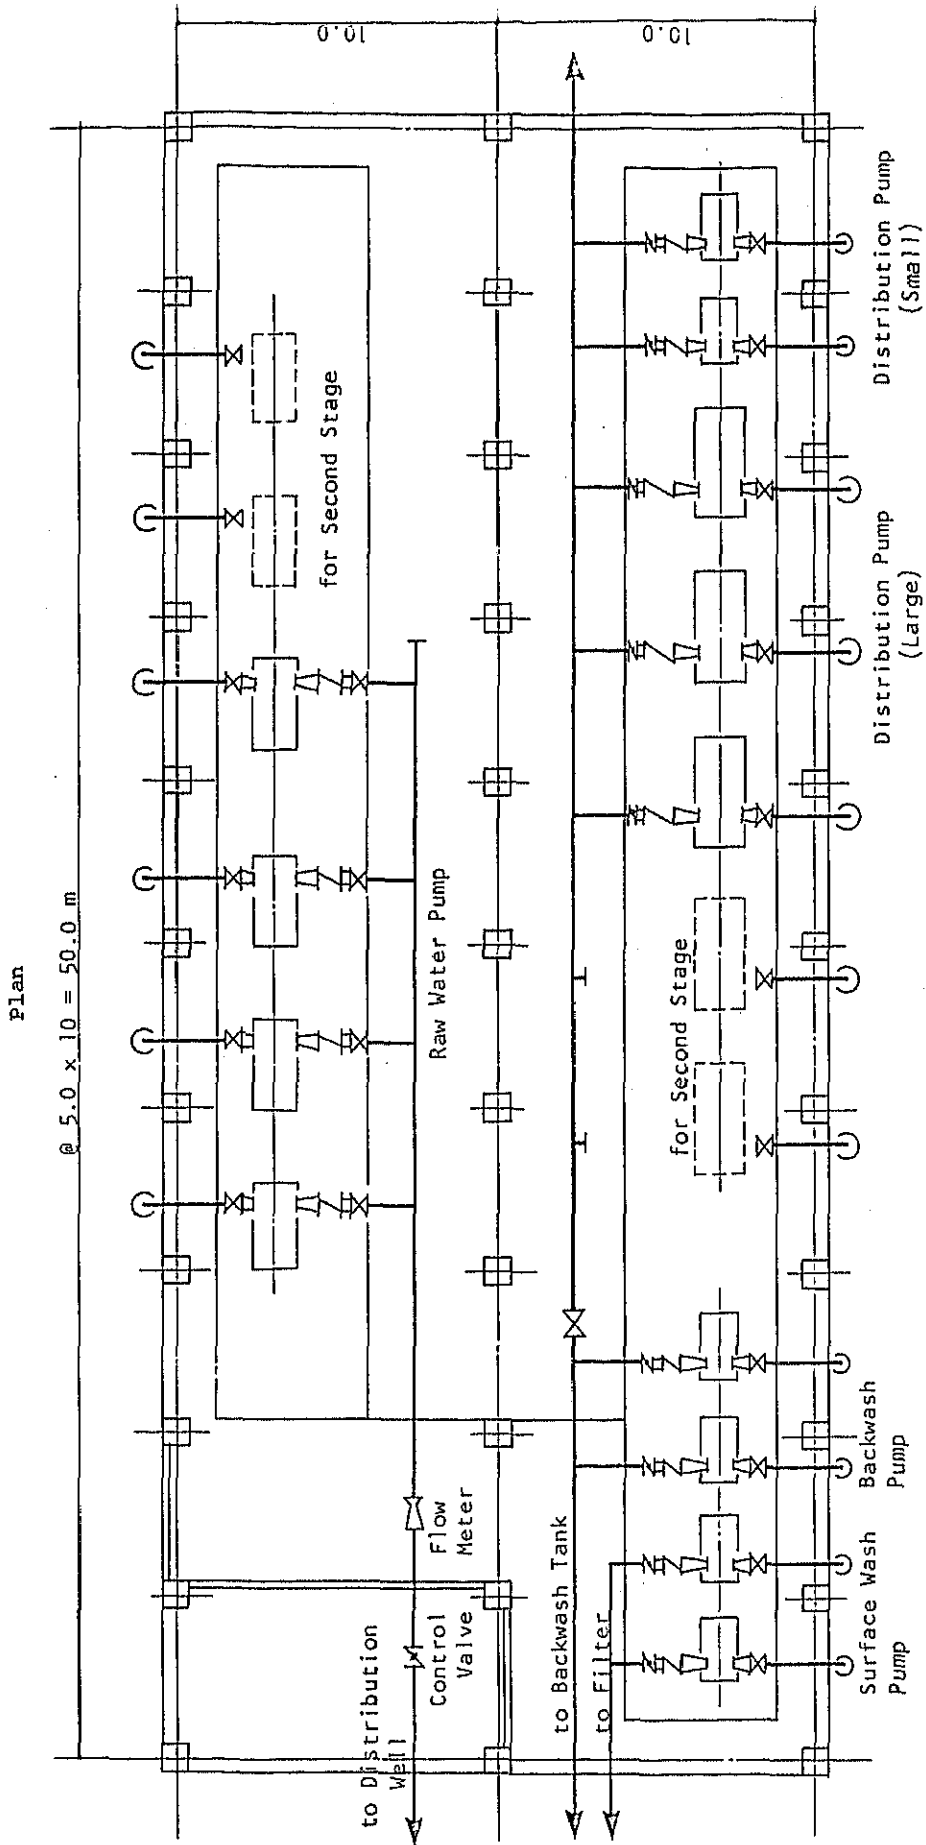 Plan
@ 5.0 x 10 = 50.0 m
10.0
10.0
for Second Stage
Raw Water Pump
Flow
Meter
Control
Valve
to Distribution
Well
to Backwash Tank
to Filter
for Second Stage
Surface Wash
Pump
Backwash
Pump
Distribution Pump
(Large)
Distribution Pump
(Small)